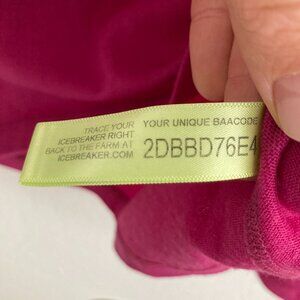 TRACE YOUR
ICEBREAKER RIGHT
BACK TO THE FARM AT
ICEBREAKER.COM
YOUR UNIQUE BAACODE
2DBBD76E4